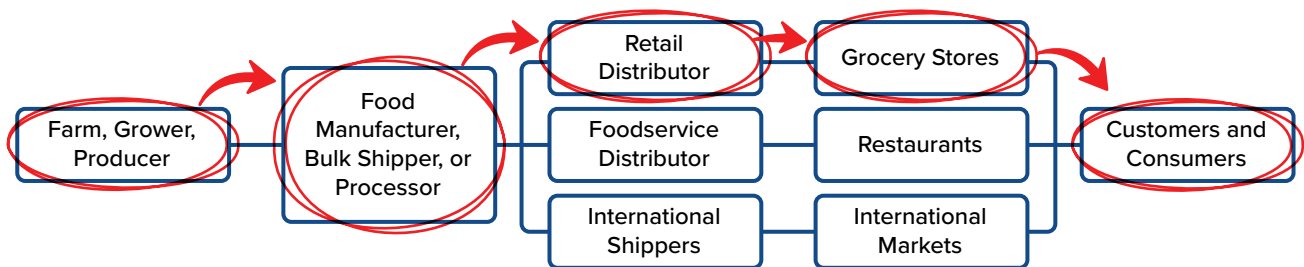 Farm, Grower,
Producer
Food
Manufacturer,
Bulk Shipper, or
Processor
Retail
Distributor
Grocery Stores
Foodservice
Distributor
Restaurants
International
Shippers
International
Markets
Customers and
Consumers